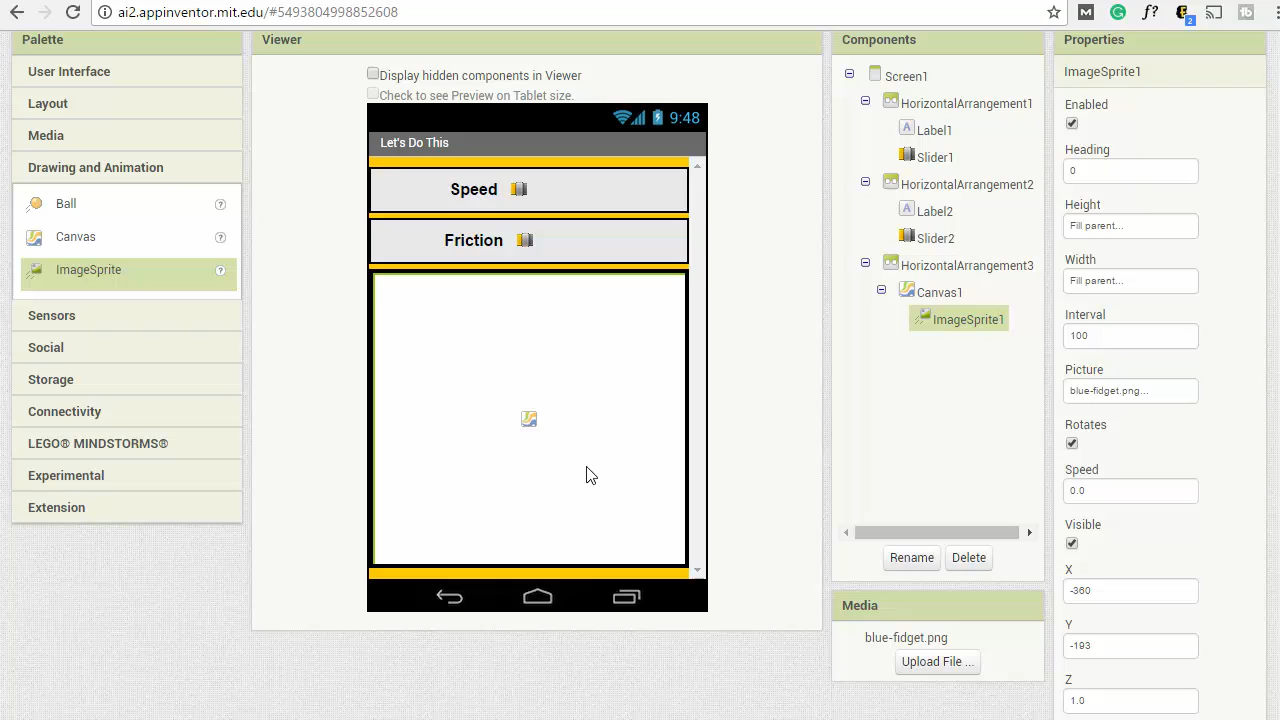 ai2.appinventor.mit.edu/#5493804998852608
M
f?
2
tb
Palette
User Interface
Layout
Media
Drawing and Animation
Ball
?
Canvas
?
ImageSprite
?
Sensors
Social
Storage
Connectivity
LEGO® MINDSTORMS®
Experimental
Extension
Viewer
Display hidden components in Viewer
Check to see Preview on Tablet size.
9:48
Let's Do This
Speed
Friction
Components
Screen1
HorizontalArrangement1
A Label1
Slider1
HorizontalArrangement2
A Label2
Slider2
HorizontalArrangement3
Canvas1
ImageSprite1
Rename
Delete
Media
blue-fidget.png
Upload File ...
Properties
ImageSprite1
Enabled
Heading
0
Height
Fill parent...
Width
Fill parent...
Interval
100
Picture
blue-fidget.png...
Rotates
Speed
0.0
Visible
X
-360
Y
-193
Z
1.0